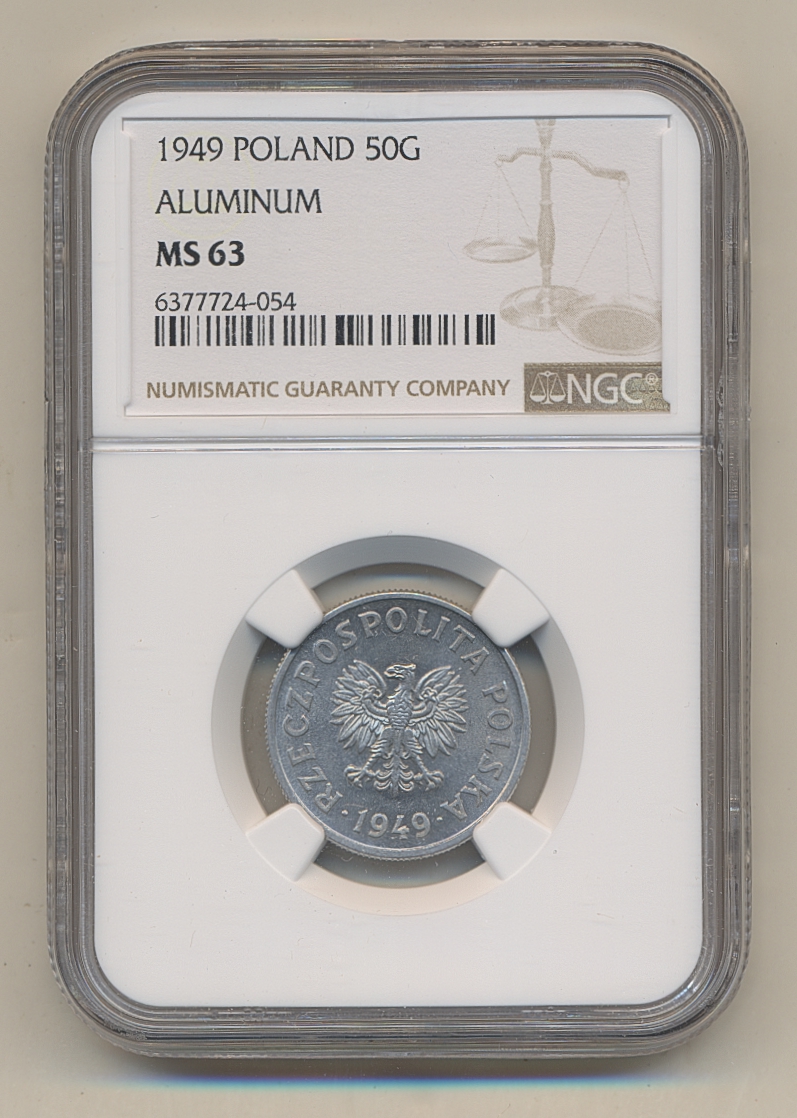 1949 POLAND 50G
ALUMINUM
MS 63
6377724-054
NUMISMATIC GUARANTY COMPANY
NGC®
RZECZPOSPOLITA POLSKA
·1949·